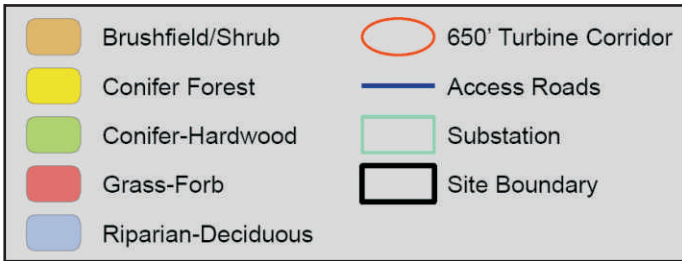 Brushfield/Shrub
Conifer Forest
Conifer-Hardwood
Grass-Forb
Riparian-Deciduous
650' Turbine Corridor
Access Roads
Substation
Site Boundary